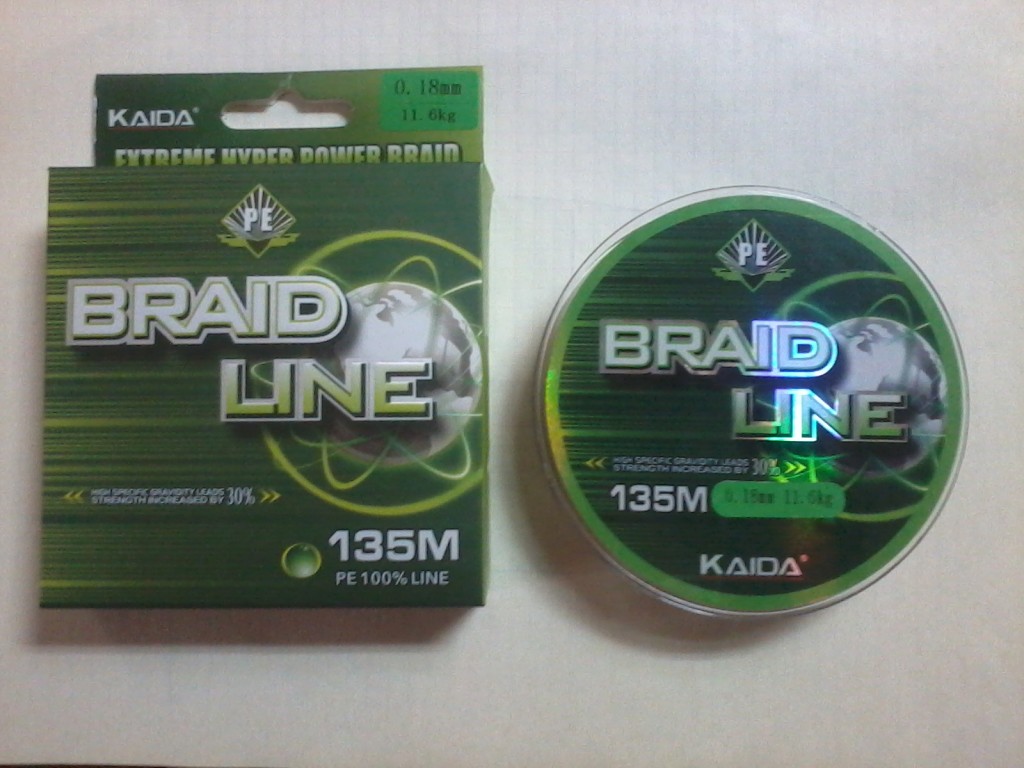 KAIDA®
0.18mm
11.6kg
EXTREME HYPER POWER BRAID
PE
BRAID
LINE
HIGH SPECIFIC GRAVIDITY LEADS
STRENGTH INCREASED BY 30%
135M
PE 100% LINE
PE
BRAID
LINE
HIGH SPECIFIC GRAVIDITY LEADS
STRENGTH INCREASED BY 30%
135M 0.18mm 11.6kg
KAIDA®